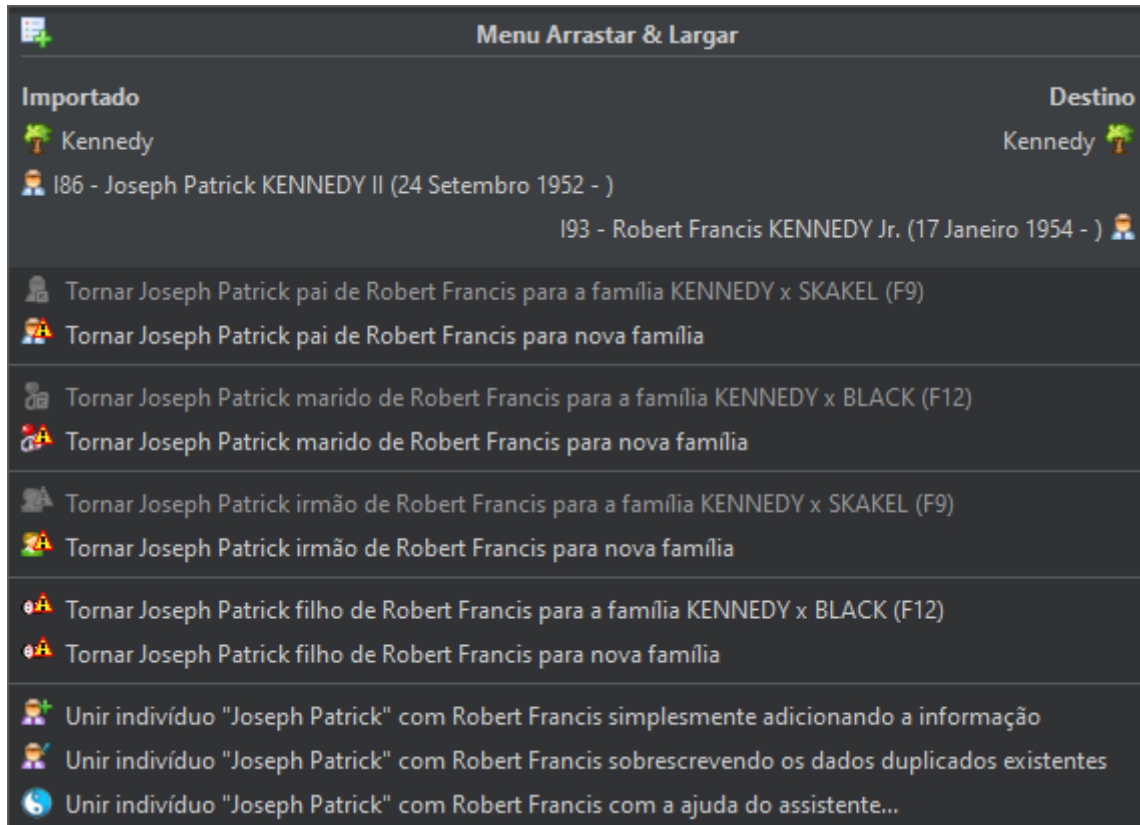 Menu Arrastar & Largar
Importado Destino
Kennedy Kennedy
I86 - Joseph Patrick KENNEDY II (24 Setembro 1952 - )
I93 - Robert Francis KENNEDY Jr. (17 Janeiro 1954 - )
Tornar Joseph Patrick pai de Robert Francis para a família KENNEDY x SKAKEL (F9)
Tornar Joseph Patrick pai de Robert Francis para nova família
Tornar Joseph Patrick marido de Robert Francis para a família KENNEDY x BLACK (F12)
Tornar Joseph Patrick marido de Robert Francis para nova família
Tornar Joseph Patrick irmão de Robert Francis para a família KENNEDY x SKAKEL (F9)
Tornar Joseph Patrick irmão de Robert Francis para nova família
Tornar Joseph Patrick filho de Robert Francis para a família KENNEDY x BLACK (F12)
Tornar Joseph Patrick filho de Robert Francis para nova família
Unir indivíduo "Joseph Patrick" com Robert Francis simplesmente adicionando a informação
Unir indivíduo "Joseph Patrick" com Robert Francis sobrescrevendo os dados duplicados existentes
Unir indivíduo "Joseph Patrick" com Robert Francis com a ajuda do assistente...